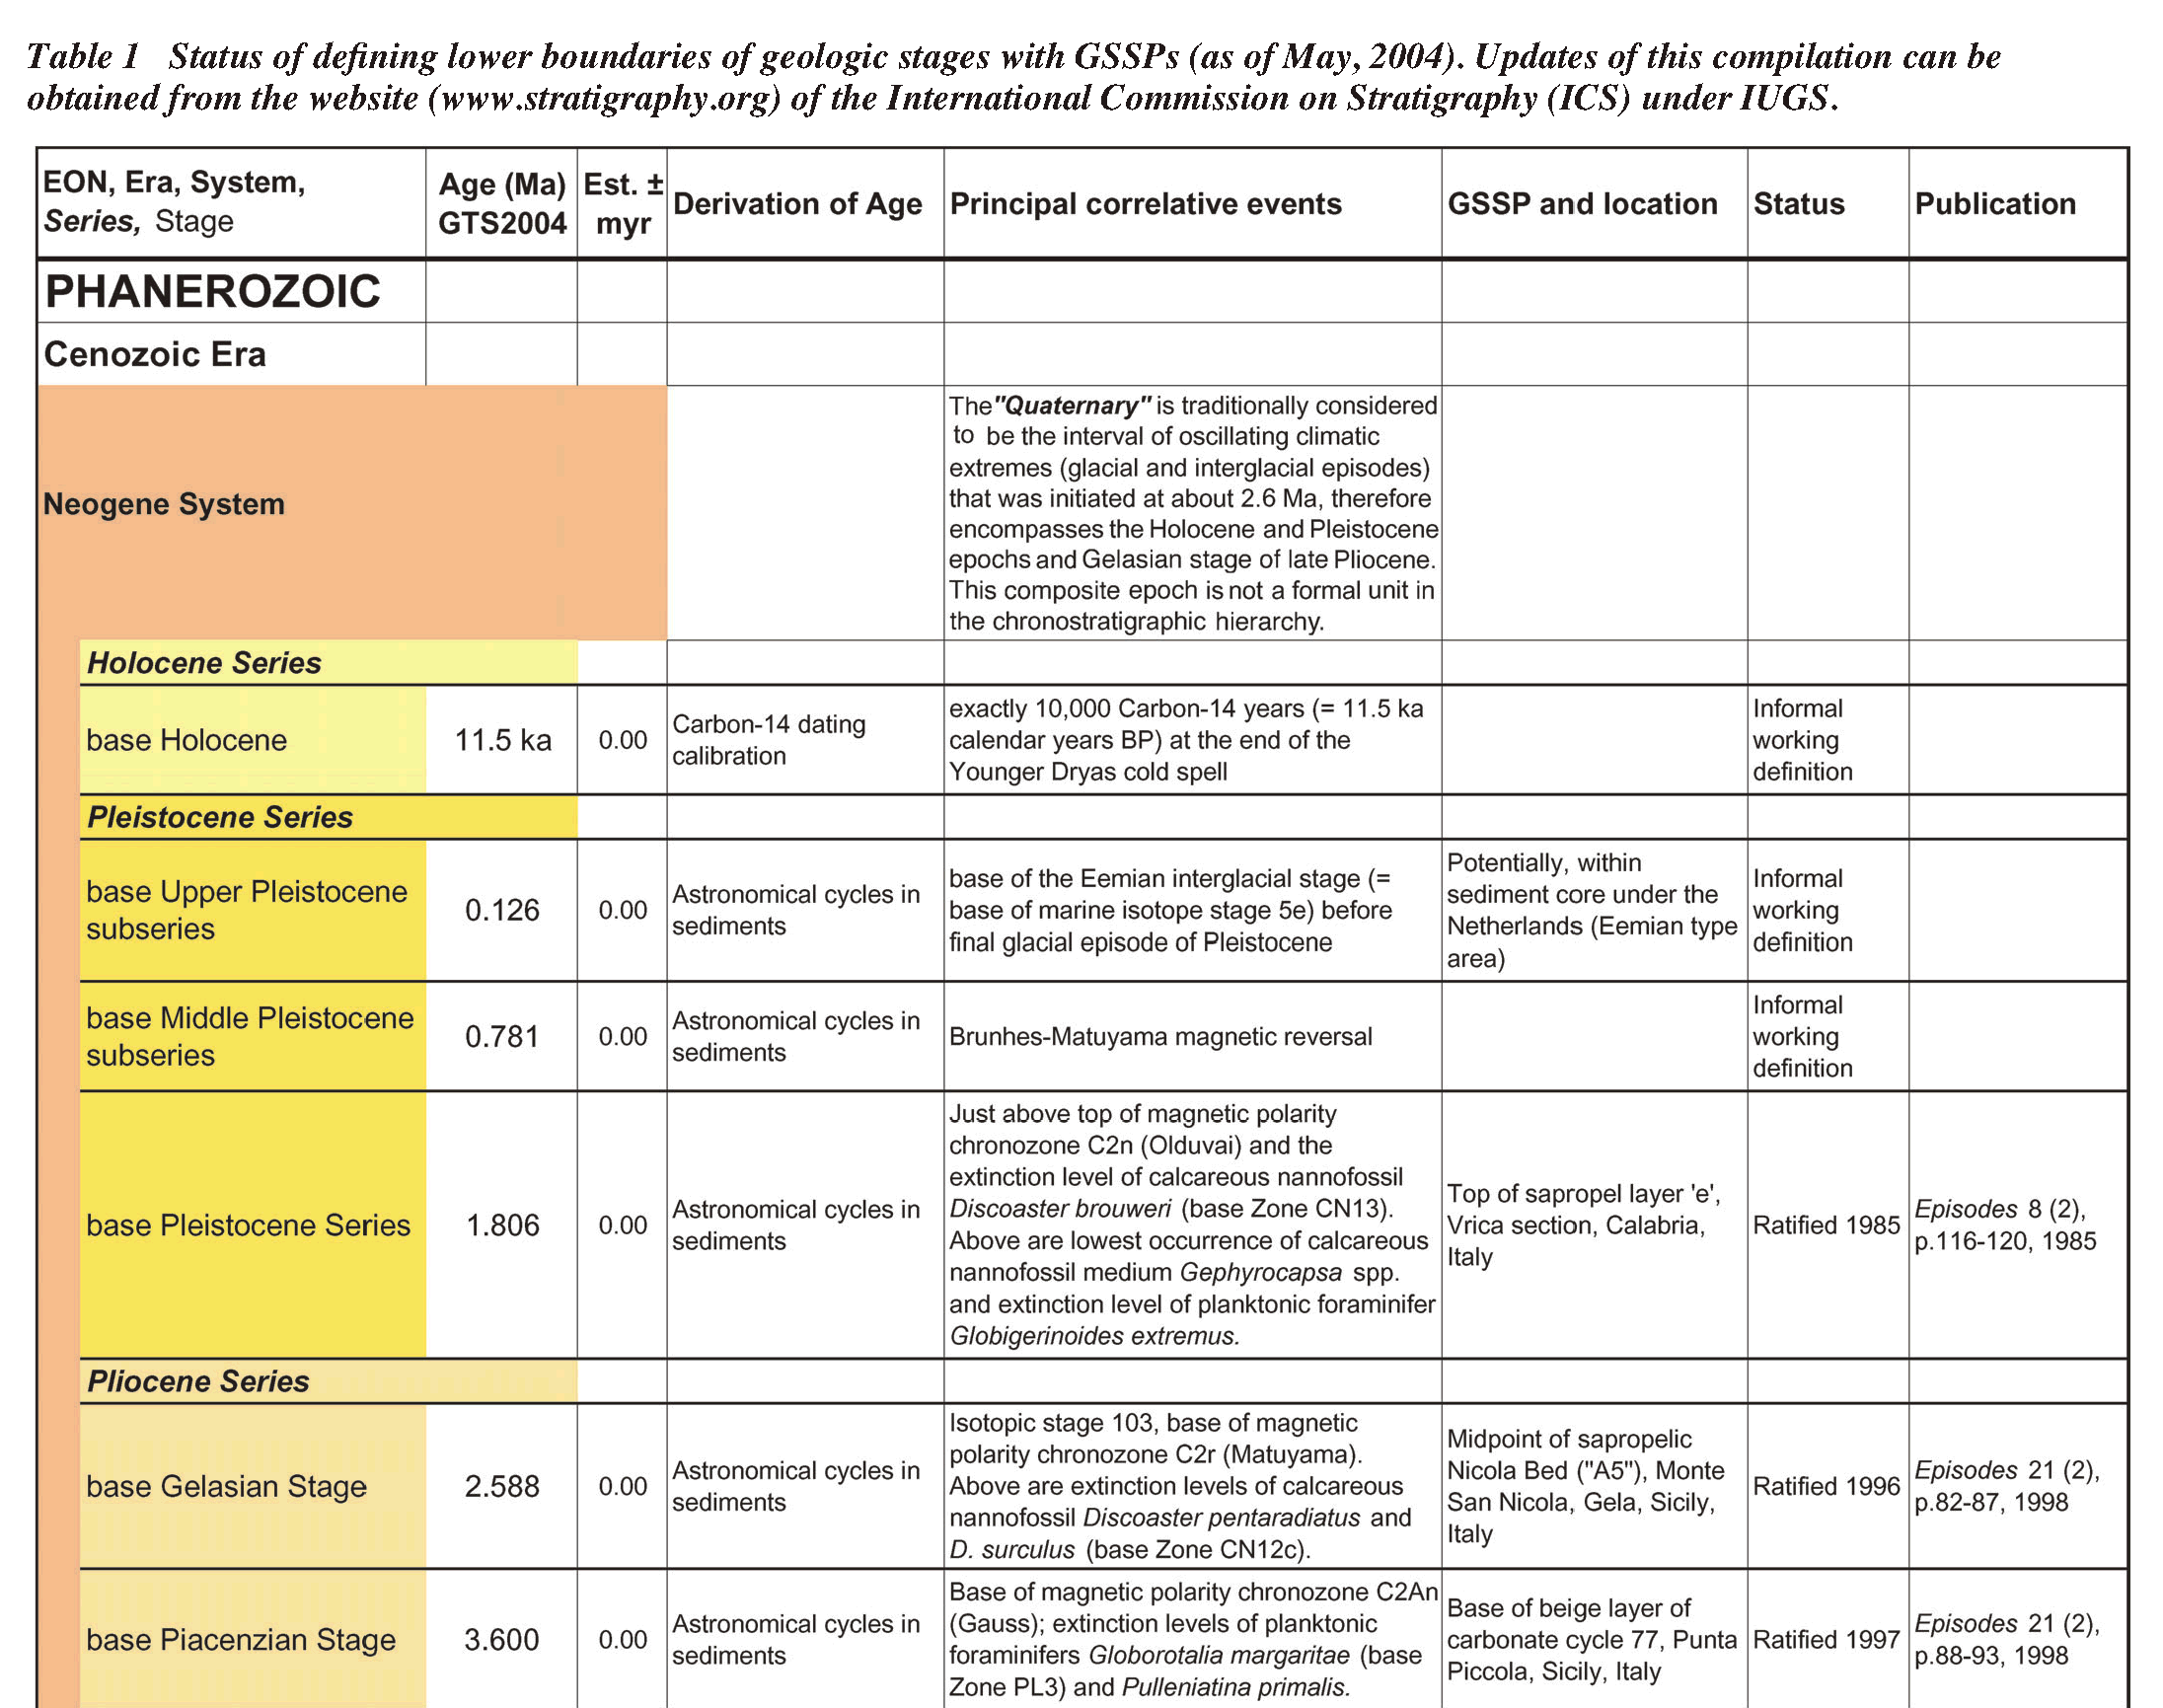 Table 1 Status of defining lower boundaries of geologic stages with GSSPs (as of May, 2004). Updates of this compilation can be
obtained from the website (www.stratigraphy.org) of the International Commission on Stratigraphy (ICS) under IUGS.
EON, Era, System,
Series, Stage
Age (Ma)
GTS2004
Est. ±
myr
Derivation of Age
Principal correlative events
GSSP and location
Status
Publication
PHANEROZOIC
Cenozoic Era
Neogene System
The "Quaternary" is traditionally considered
to be the interval of oscillating climatic
extremes (glacial and interglacial episodes)
that was initiated at about 2.6 Ma, therefore
encompasses the Holocene and Pleistocene
epochs and Gelasian stage of late Pliocene.
This composite epoch is not a formal unit in
the chronostratigraphic hierarchy.
Holocene Series
base Holocene
11.5 ka
0.00
Carbon-14 dating
calibration
exactly 10,000 Carbon-14 years (= 11.5 ka
calendar years BP) at the end of the
Younger Dryas cold spell
Informal
working
definition
Pleistocene Series
base Upper Pleistocene
subseries
0.126
0.00
Astronomical cycles in
sediments
base of the Eemian interglacial stage (=
base of marine isotope stage 5e) before
final glacial episode of Pleistocene
Potentially, within
sediment core under the
Netherlands (Eemian type
area)
Informal
working
definition
base Middle Pleistocene
subseries
0.781
0.00
Astronomical cycles in
sediments
Brunhes-Matuyama magnetic reversal
Informal
working
definition
base Pleistocene Series
1.806
0.00
Astronomical cycles in
sediments
Just above top of magnetic polarity
chronozone C2n (Olduvai) and the
extinction level of calcareous nannofossil
Discoaster brouweri (base Zone CN13).
Above are lowest occurrence of calcareous
nannofossil medium Gephyrocapsa spp.
and extinction level of planktonic foraminifer
Globigerinoides extremus.
Top of sapropel layer 'e',
Vrica section, Calabria,
Italy
Ratified 1985
Episodes 8 (2),
p.116-120, 1985
Pliocene Series
base Gelasian Stage
2.588
0.00
Astronomical cycles in
sediments
Isotopic stage 103, base of magnetic
polarity chronozone C2r (Matuyama).
Above are extinction levels of calcareous
nannofossil Discoaster pentaradiatus and
D. surculus (base Zone CN12c).
Midpoint of sapropelic
Nicola Bed ("A5"), Monte
San Nicola, Gela, Sicily,
Italy
Ratified 1996
Episodes 21 (2),
p.82-87, 1998
base Piacenzian Stage
3.600
0.00
Astronomical cycles in
sediments
Base of magnetic polarity chronozone C2An
(Gauss); extinction levels of planktonic
foraminifers Globorotalia margaritae (base
Zone PL3) and Pulleniatina primalis.
Base of beige layer of
carbonate cycle 77, Punta
Piccola, Sicily, Italy
Ratified 1997
Episodes 21 (2),
p.88-93, 1998